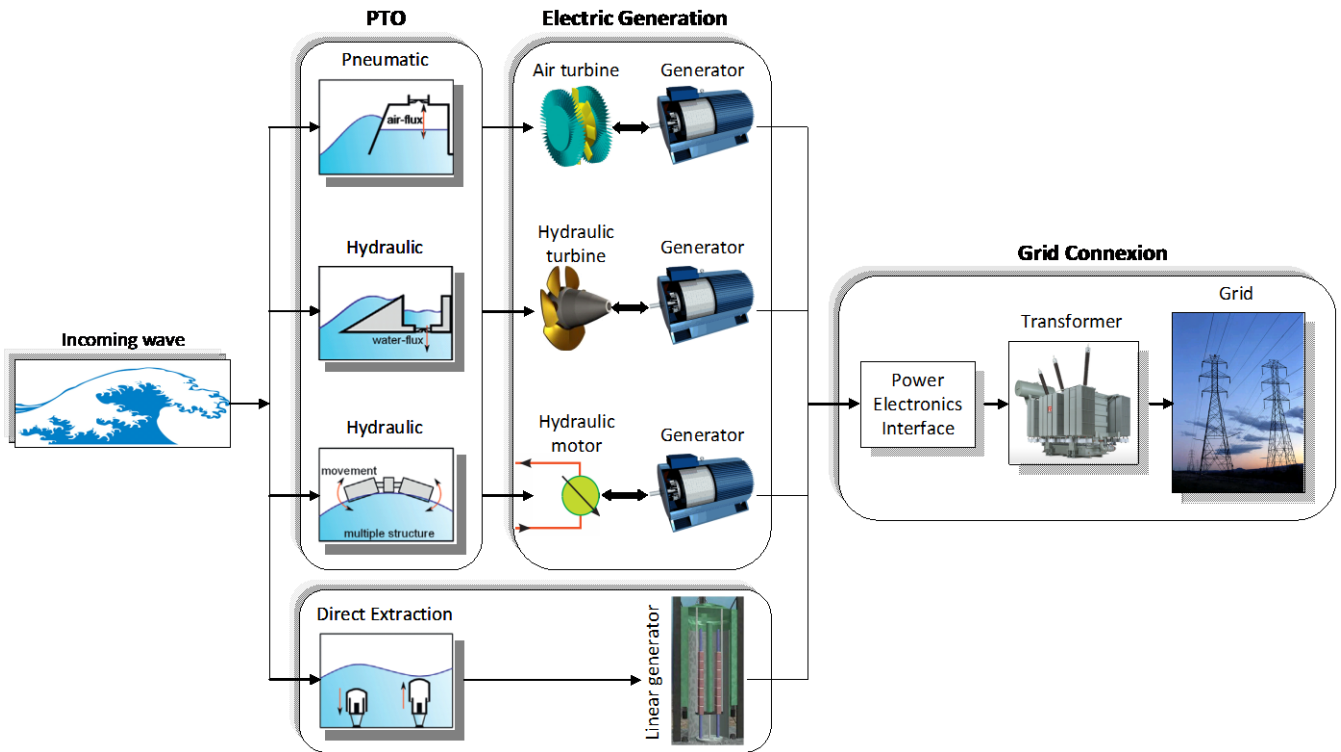 PTO
Electric Generation
Pneumatic
air-flux
Air turbine
Generator
Hydraulic
water-flux
Hydraulic
turbine
Generator
Grid Connexion
Grid
Transformer
Power
Electronics
Interface
Incoming wave
Hydraulic
movement
multiple structure
Hydraulic
motor
Generator
Direct Extraction
Linear generator